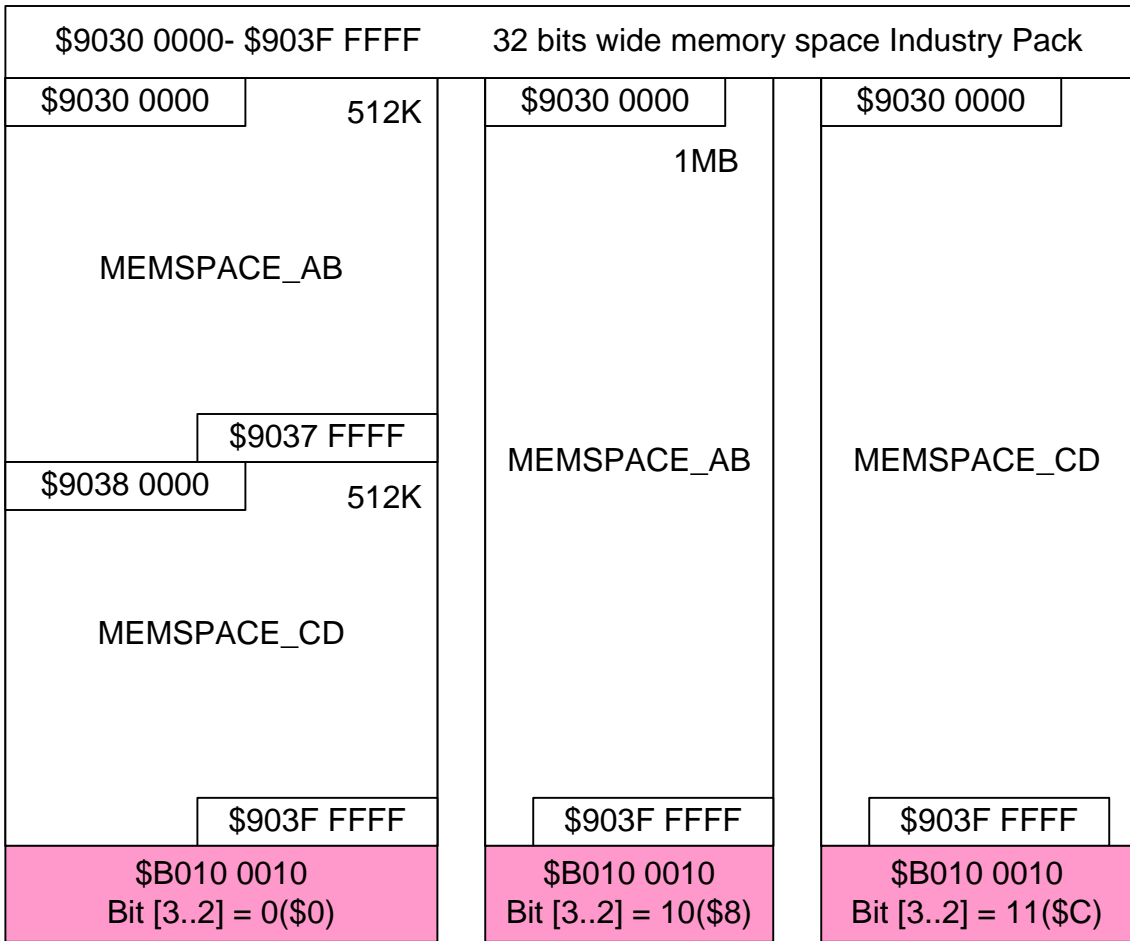 $9030 0000- $903F FFFF 32 bits wide memory space Industry Pack
$9030 0000
512K
MEMSPACE_AB
$9037 FFFF
$9038 0000
512K
MEMSPACE_CD
$903F FFFF
$B010 0010
Bit [3..2] = 0($0)
$9030 0000
1MB
MEMSPACE_AB
$903F FFFF
$B010 0010
Bit [3..2] = 10($8)
$9030 0000
MEMSPACE_CD
$903F FFFF
$B010 0010
Bit [3..2] = 11($C)